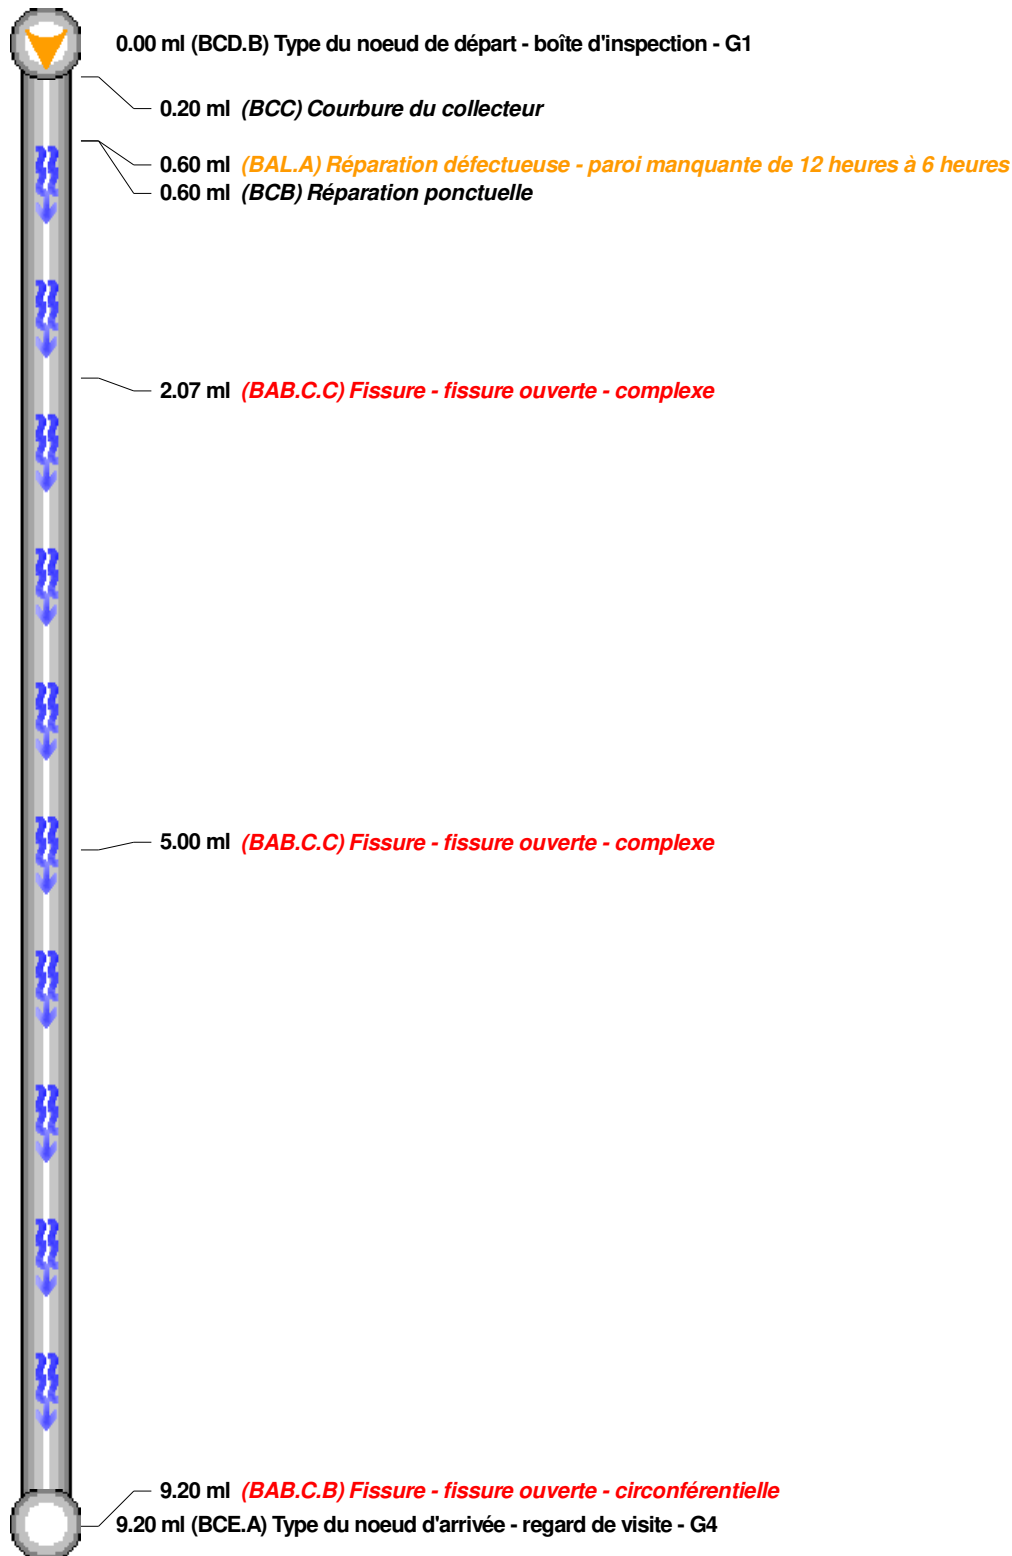 0.00 ml (BCD.B) Type du noeud de départ - boîte d'inspection - G1
0.20 ml (BCC) Courbure du collecteur
0.60 ml (BAL.A) Réparation défectueuse - paroi manquante de 12 heures à 6 heures
0.60 ml (BCB) Réparation ponctuelle
2.07 ml (BAB.C.C) Fissure - fissure ouverte - complexe
5.00 ml (BAB.C.C) Fissure - fissure ouverte - complexe
9.20 ml (BAB.C.B) Fissure - fissure ouverte - circonférentielle
9.20 ml (BCE.A) Type du noeud d'arrivée - regard de visite - G4